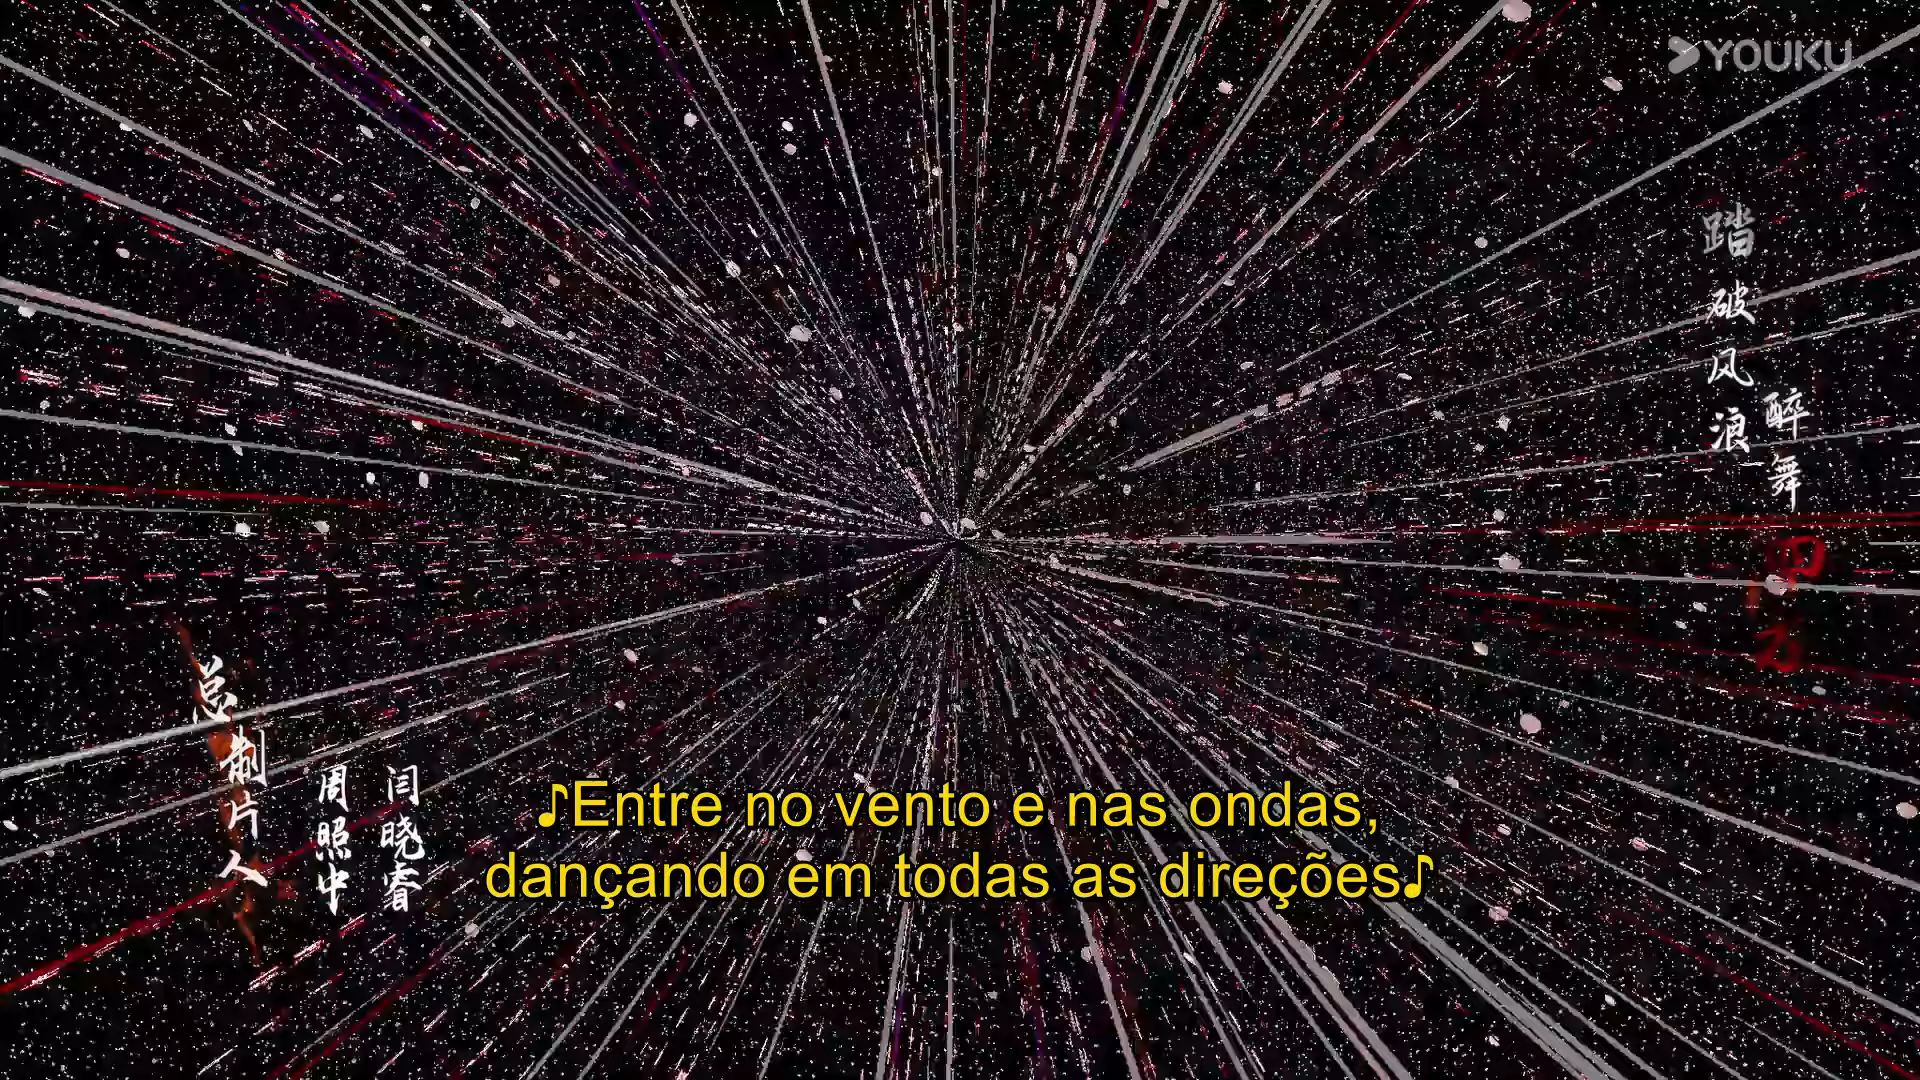 YOUKU
踏破风浪
醉舞四方
总制片人
闫晓睿
周照中
♪Entre no vento e nas ondas,
dançando em todas as direções♪